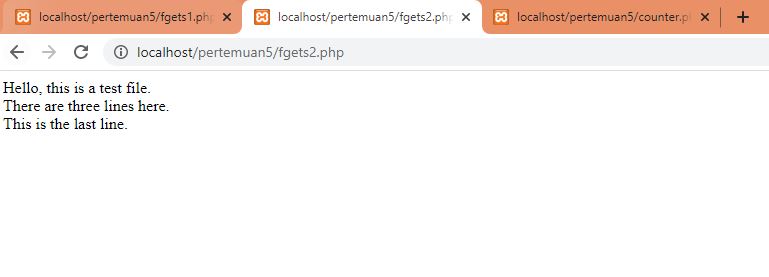 localhost/pertemuan5/fgets1.php
localhost/pertemuan5/fgets2.php
localhost/pertemuan5/counter.p
localhost/pertemuan5/fgets2.php
Hello, this is a test file.
There are three lines here.
This is the last line.